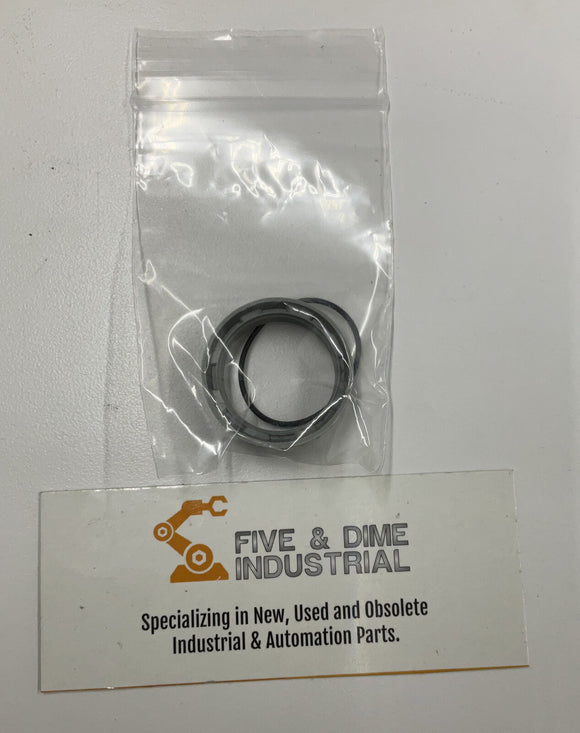 FIVE & DIME
INDUSTRIAL
Specializing in New, Used and Obsolete
Industrial & Automation Parts.